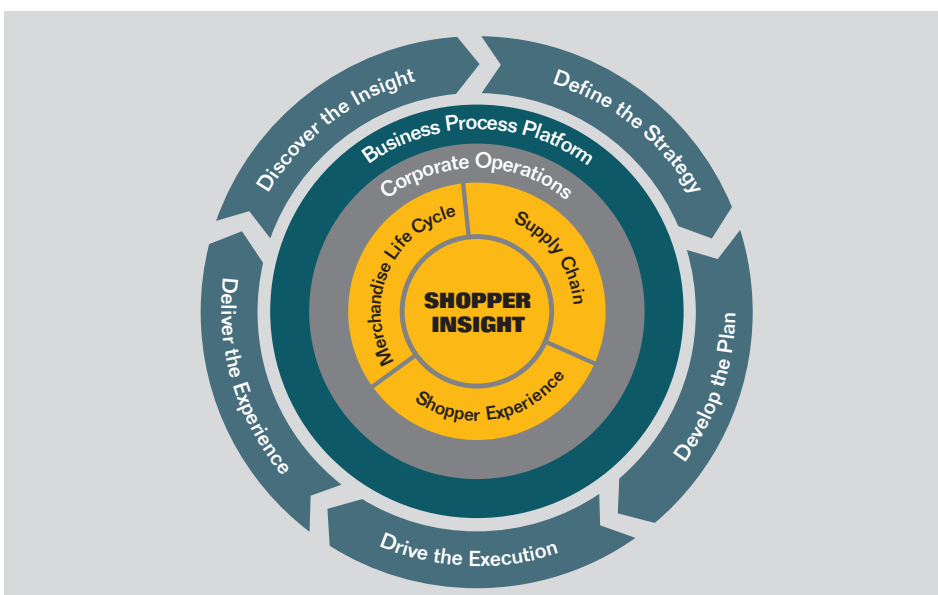 Discover the Insight
Define the Strategy
Develop the Plan
Drive the Execution
Deliver the Experience
Business Process Platform
Corporate Operations
Merchandise Life Cycle
Supply Chain
Shopper Experience
SHOPPER
INSIGHT